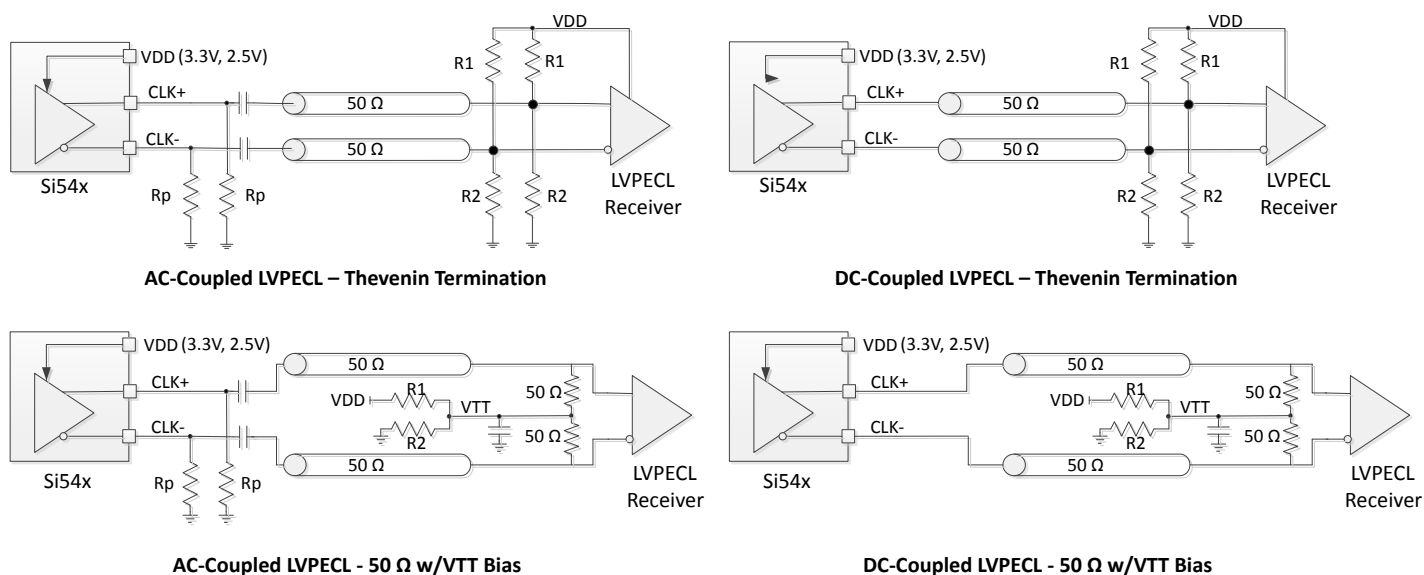 VDD
VDD (3.3V, 2.5V)
R1
R1
CLK+
50 Ω
CLK-
50 Ω
Si54x
Rp
Rp
R2
R2
LVPECL
Receiver
AC-Coupled LVPECL – Thevenin Termination
VDD
VDD (3.3V, 2.5V)
R1
R1
CLK+
50 Ω
CLK-
50 Ω
Si54x
R2
R2
LVPECL
Receiver
DC-Coupled LVPECL – Thevenin Termination
VDD (3.3V, 2.5V)
50 Ω
CLK+
R1
VDD
VTT
50 Ω
CLK-
R2
50 Ω
50 Ω
Si54x
Rp
Rp
LVPECL
Receiver
AC-Coupled LVPECL - 50 Ω w/VTT Bias
VDD (3.3V, 2.5V)
50 Ω
CLK+
R1
VDD
VTT
50 Ω
CLK-
R2
50 Ω
50 Ω
Si54x
LVPECL
Receiver
DC-Coupled LVPECL - 50 Ω w/VTT Bias